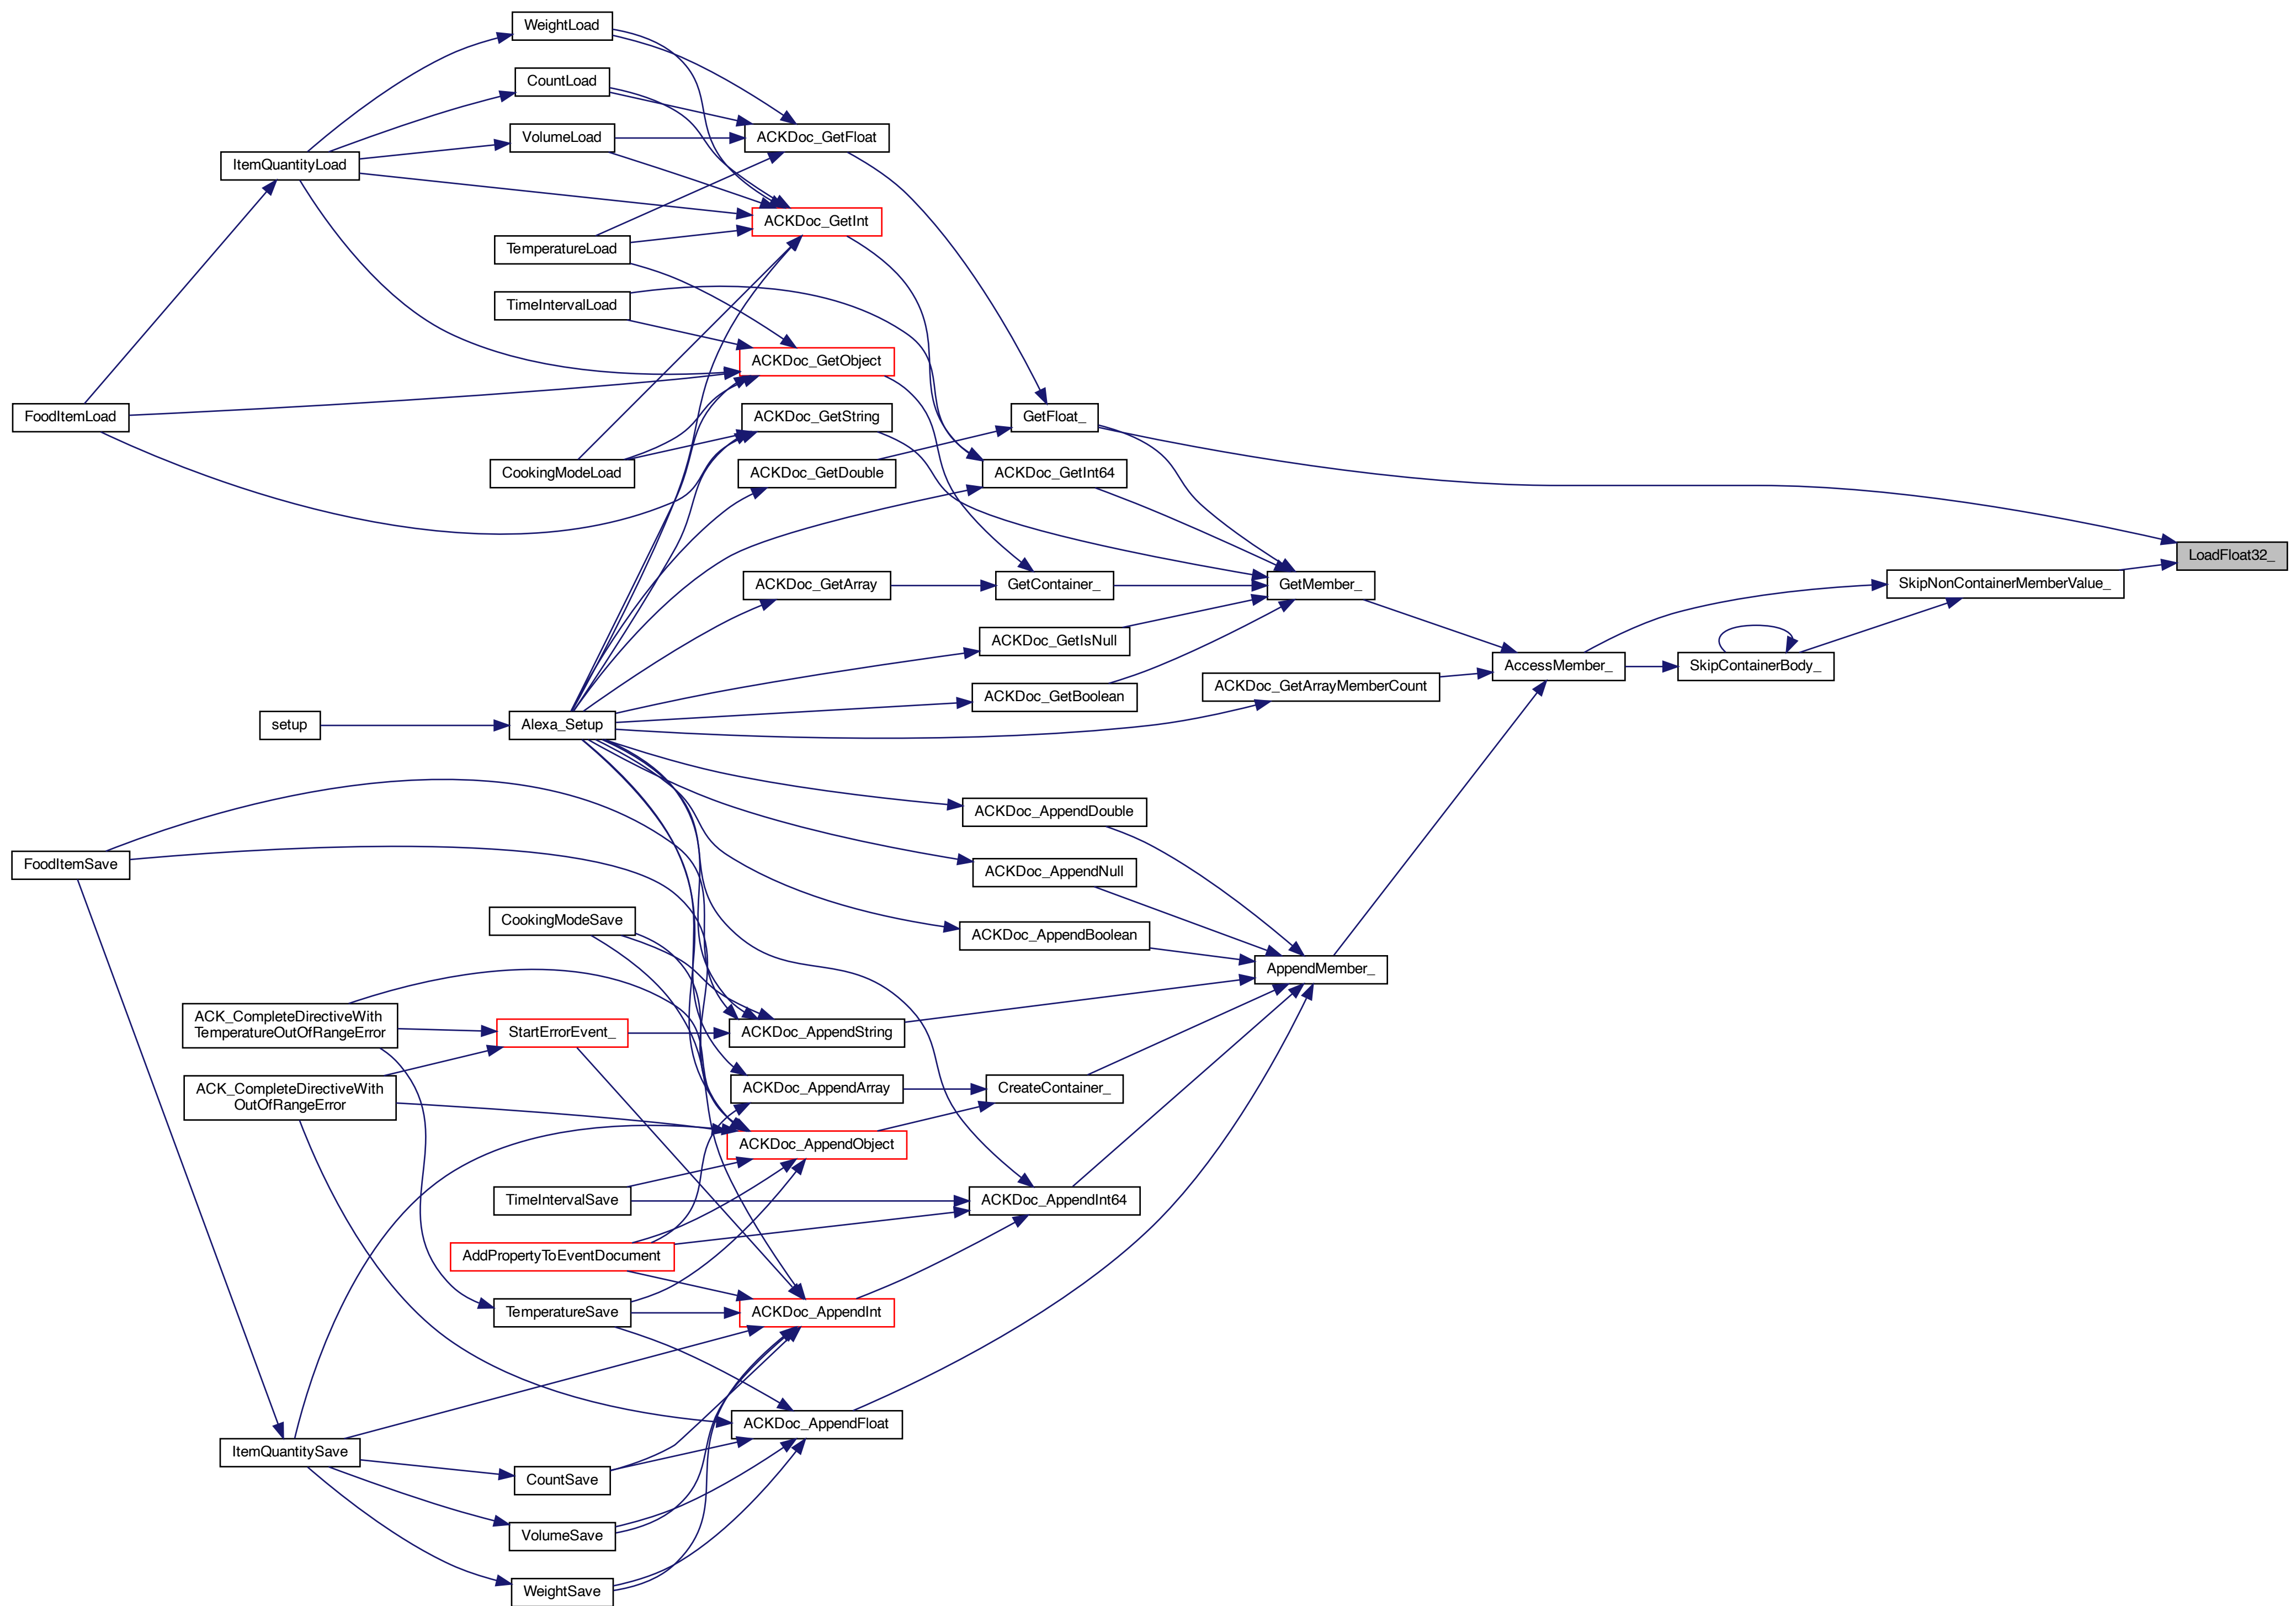 WeightLoad
CountLoad
VolumeLoad
ACKDoc_GetFloat
ItemQuantityLoad
ACKDoc_GetInt
TemperatureLoad
TimeIntervalLoad
ACKDoc_GetObject
FoodItemLoad
ACKDoc_GetString
GetFloat_
CookingModeLoad
ACKDoc_GetDouble
ACKDoc_GetInt64
LoadFloat32_
ACKDoc_GetArray
GetContainer_
GetMember_
SkipNonContainerMemberValue_
ACKDoc_GetIsNull
AccessMember_
SkipContainerBody_
ACKDoc_GetBoolean
ACKDoc_GetArrayMemberCount
setup
Alexa_Setup
ACKDoc_AppendDouble
FoodItemSave
ACKDoc_AppendNull
CookingModeSave
ACKDoc_AppendBoolean
AppendMember_
ACK_CompleteDirectiveWith
TemperatureOutOfRangeError
StartErrorEvent_
ACKDoc_AppendString
ACK_CompleteDirectiveWith
OutOfRangeError
ACKDoc_AppendArray
CreateContainer_
ACKDoc_AppendObject
TimeIntervalSave
ACKDoc_AppendInt64
AddPropertyToEventDocument
TemperatureSave
ACKDoc_AppendInt
ACKDoc_AppendFloat
ItemQuantitySave
CountSave
VolumeSave
WeightSave